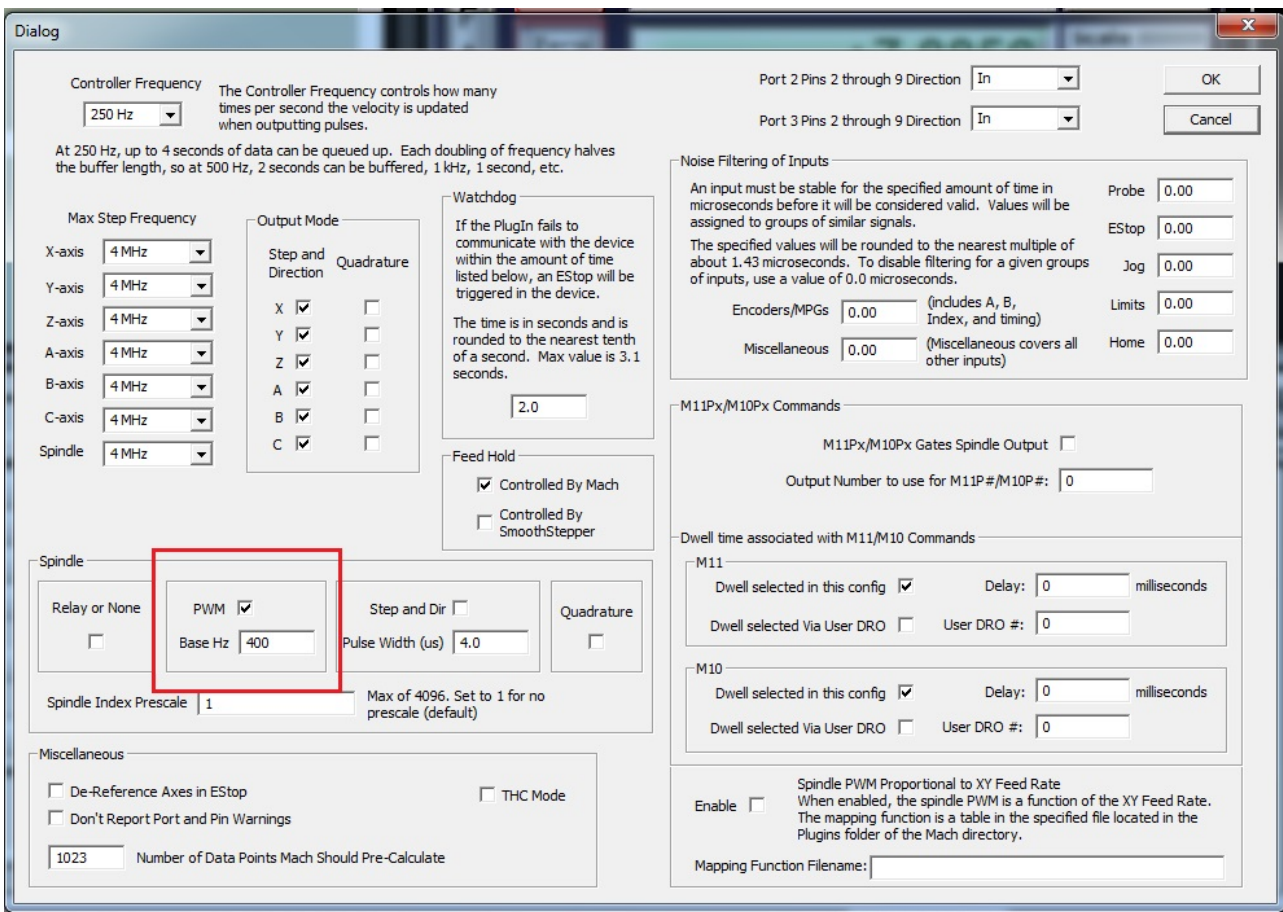 Dialog
Controller Frequency
250 Hz
The Controller Frequency controls how many
times per second the velocity is updated
when outputting pulses.
At 250 Hz, up to 4 seconds of data can be queued up. Each doubling of frequency halves
the buffer length, so at 500 Hz, 2 seconds can be buffered, 1 kHz, 1 second, etc.
Max Step Frequency
X-axis 4 MHz
Y-axis 4 MHz
Z-axis 4 MHz
A-axis 4 MHz
B-axis 4 MHz
C-axis 4 MHz
Spindle 4 MHz
Output Mode
Step and
Direction
Quadrature
X
Y
Z
A
B
C
Watchdog
If the PlugIn fails to
communicate with the device
within the amount of time
listed below, an EStop will be
triggered in the device.
The time is in seconds and is
rounded to the nearest tenth
of a second. Max value is 3.1
seconds.
2.0
Feed Hold
Controlled By Mach
Controlled By
SmoothStepper
Spindle
Relay or None
PWM
Base Hz 400
Step and Dir
Pulse Width (us) 4.0
Quadrature
Spindle Index Prescale 1
Max of 4096. Set to 1 for no
prescale (default)
Miscellaneous
De-Reference Axes in EStop
THC Mode
Don't Report Port and Pin Warnings
1023 Number of Data Points Mach Should Pre-Calculate
Port 2 Pins 2 through 9 Direction In
Port 3 Pins 2 through 9 Direction In
OK
Cancel
Noise Filtering of Inputs
An input must be stable for the specified amount of time in
microseconds before it will be considered valid. Values will be
assigned to groups of similar signals.
The specified values will be rounded to the nearest multiple of
about 1.43 microseconds. To disable filtering for a given groups
of inputs, use a value of 0.0 microseconds.
Encoders/MPGs 0.00 (includes A, B,
Index, and timing)
Miscellaneous 0.00 (Miscellaneous covers all
other inputs)
Probe 0.00
EStop 0.00
Jog 0.00
Limits 0.00
Home 0.00
M11Px/M10Px Commands
M11Px/M10Px Gates Spindle Output
Output Number to use for M11P#/M10P#: 0
Dwell time associated with M11/M10 Commands
M11
Dwell selected in this config Delay: 0 milliseconds
Dwell selected Via User DRO User DRO #: 0
M10
Dwell selected in this config Delay: 0 milliseconds
Dwell selected Via User DRO User DRO #: 0
Enable
Spindle PWM Proportional to XY Feed Rate
When enabled, the spindle PWM is a function of the XY Feed Rate.
The mapping function is a table in the specified file located in the
Plugins folder of the Mach directory.
Mapping Function Filename: